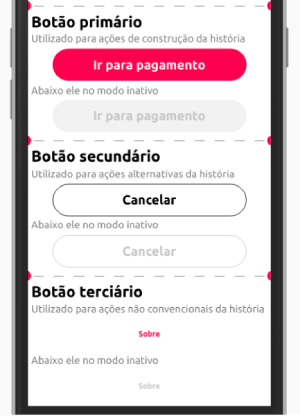 Botão primário
Utilizado para ações de construção da história
Ir para pagamento
Abaixo ele no modo inativo
Ir para pagamento
Botão secundário
Utilizado para ações alternativas da história
Cancelar
Abaixo ele no modo inativo
Cancelar
Botão terciário
Utilizado para ações não convencionais da história
Sobre
Abaixo ele no modo inativo
Sobre